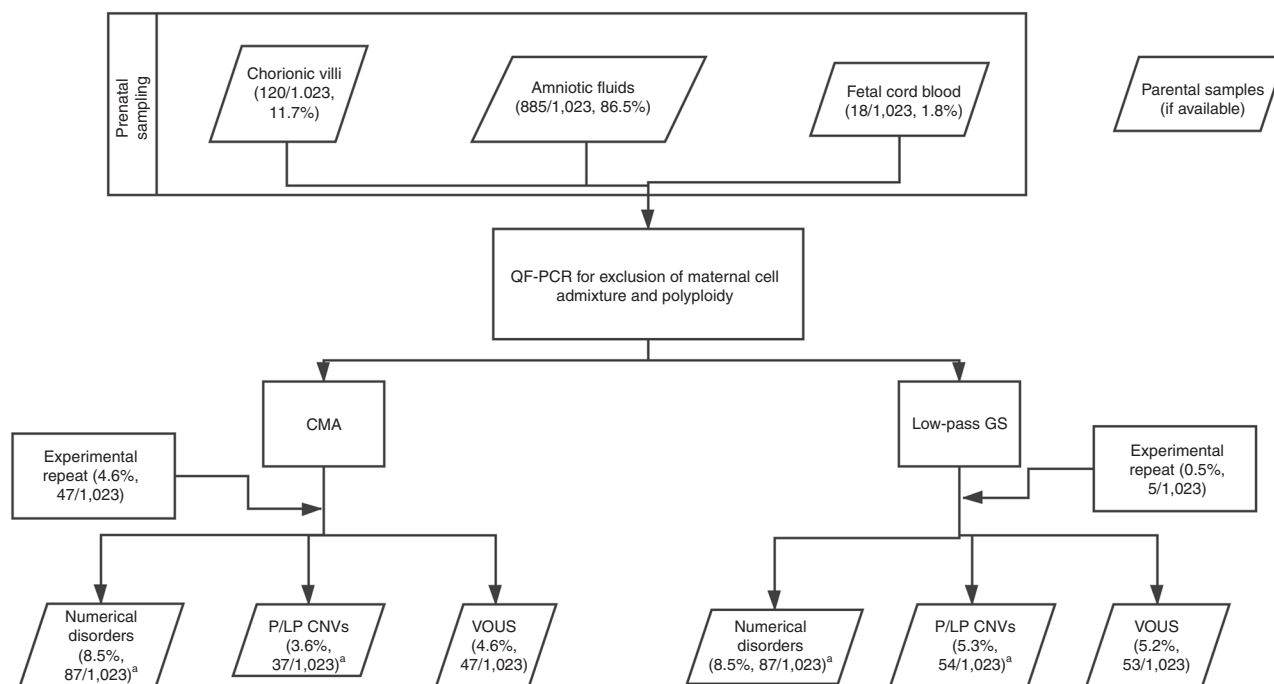 Prenatal
sampling
Chorionic villi
(120/1.023,
11.7%)
Amniotic fluids
(885/1,023, 86.5%)
Fetal cord blood
(18/1,023, 1.8%)
Parental samples
(if available)
QF-PCR for exclusion of maternal cell
admixture and polyploidy
CMA
Low-pass GS
Experimental
repeat (4.6%,
47/1,023)
Experimental
repeat (0.5%,
5/1,023)
Numerical
disorders
(8.5%,
87/1,023)a
P/LP CNVs
(3.6%,
37/1,023)a
VOUS
(4.6%,
47/1,023)
Numerical
disorders
(8.5%, 87/1,023)a
P/LP CNVs
(5.3%,
54/1,023)a
VOUS
(5.2%,
53/1,023)